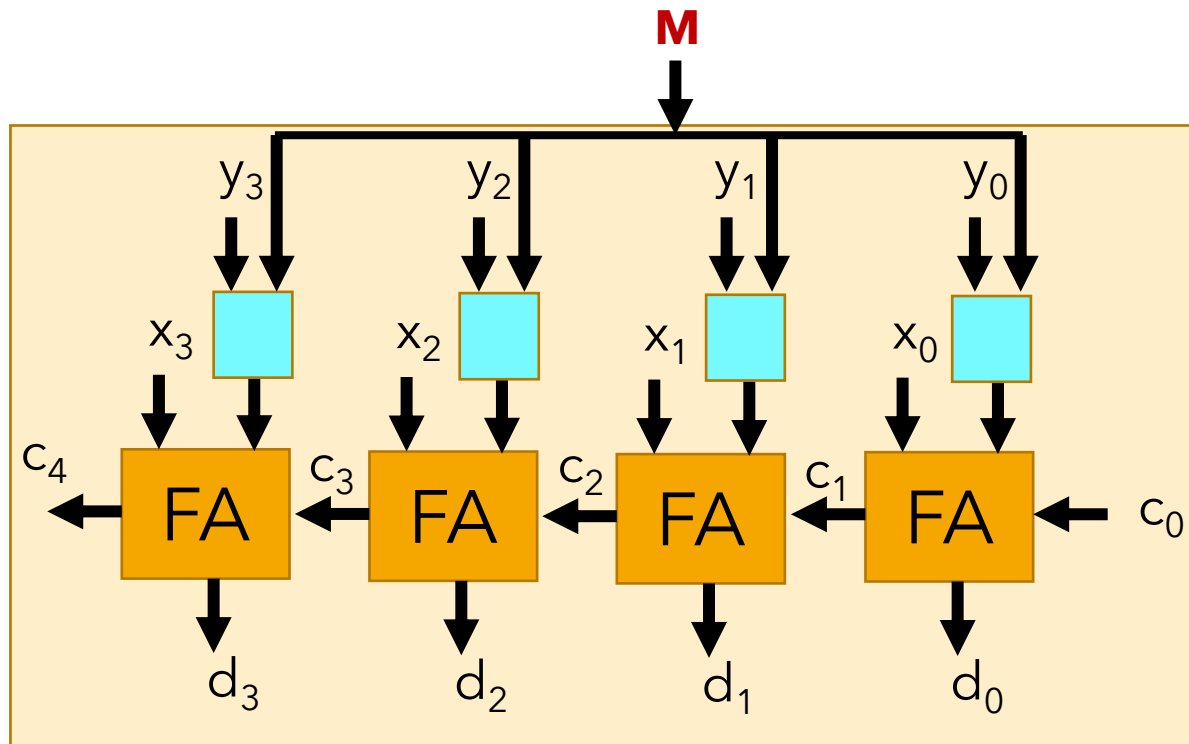 M
y₃ y₂ y₁ y₀
x₃ x₂ x₁ x₀
c₄ c₃ c₂ c₁ c₀
FA FA FA FA
d₃ d₂ d₁ d₀